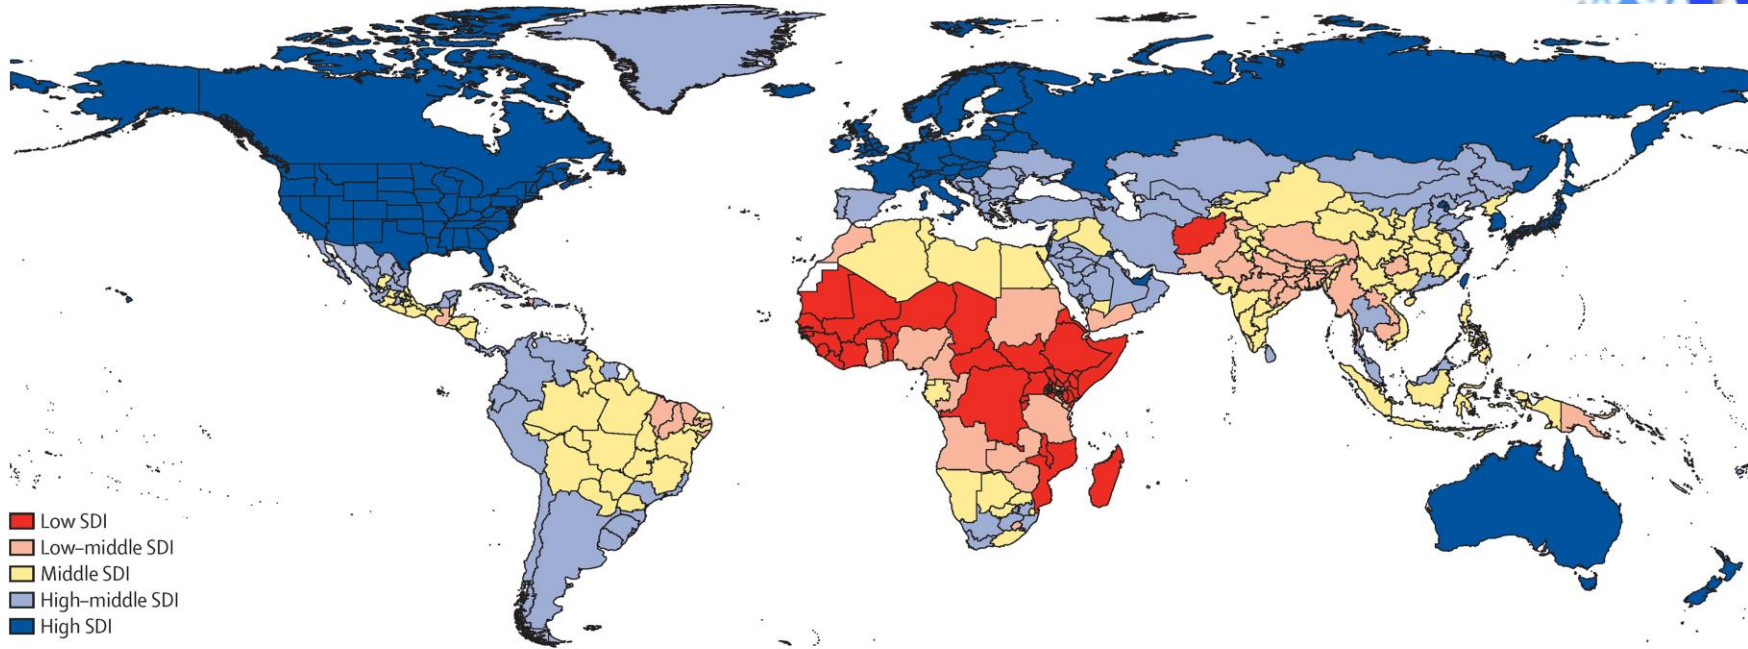 Low SDI
Low–middle SDI
Middle SDI
High–middle SDI
High SDI